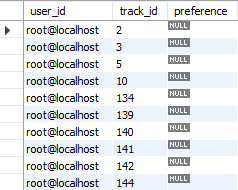 user_id track_id preference
root@localhost 2 NULL
root@localhost 3 NULL
root@localhost 5 NULL
root@localhost 10 NULL
root@localhost 134 NULL
root@localhost 139 NULL
root@localhost 140 NULL
root@localhost 141 NULL
root@localhost 142 NULL
root@localhost 144 NULL